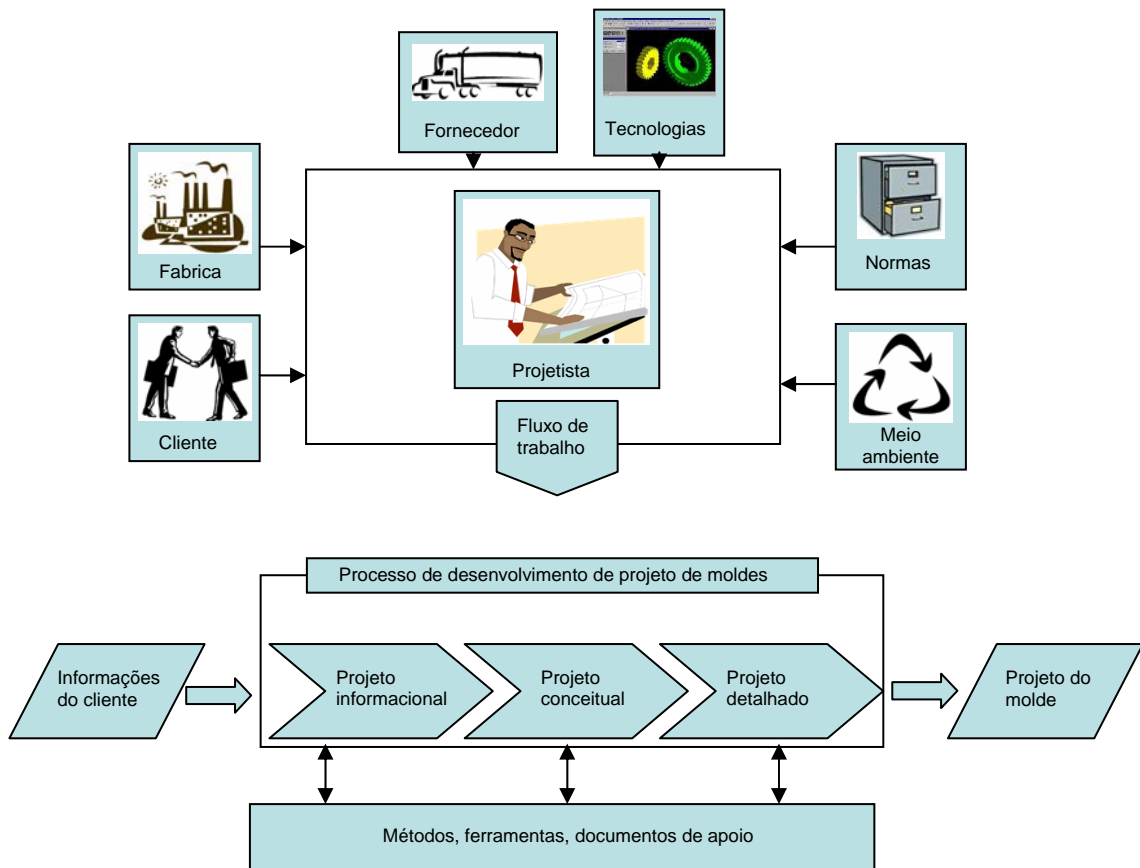 Fornecedor
Tecnologias
Fabrica
Normas
Projetista
Cliente
Fluxo de
trabalho
Meio
ambiente
Processo de desenvolvimento de projeto de moldes
Informações
do cliente
Projeto
informacional
Projeto
conceitual
Projeto
detalhado
Projeto do
molde
Métodos, ferramentas, documentos de apoio